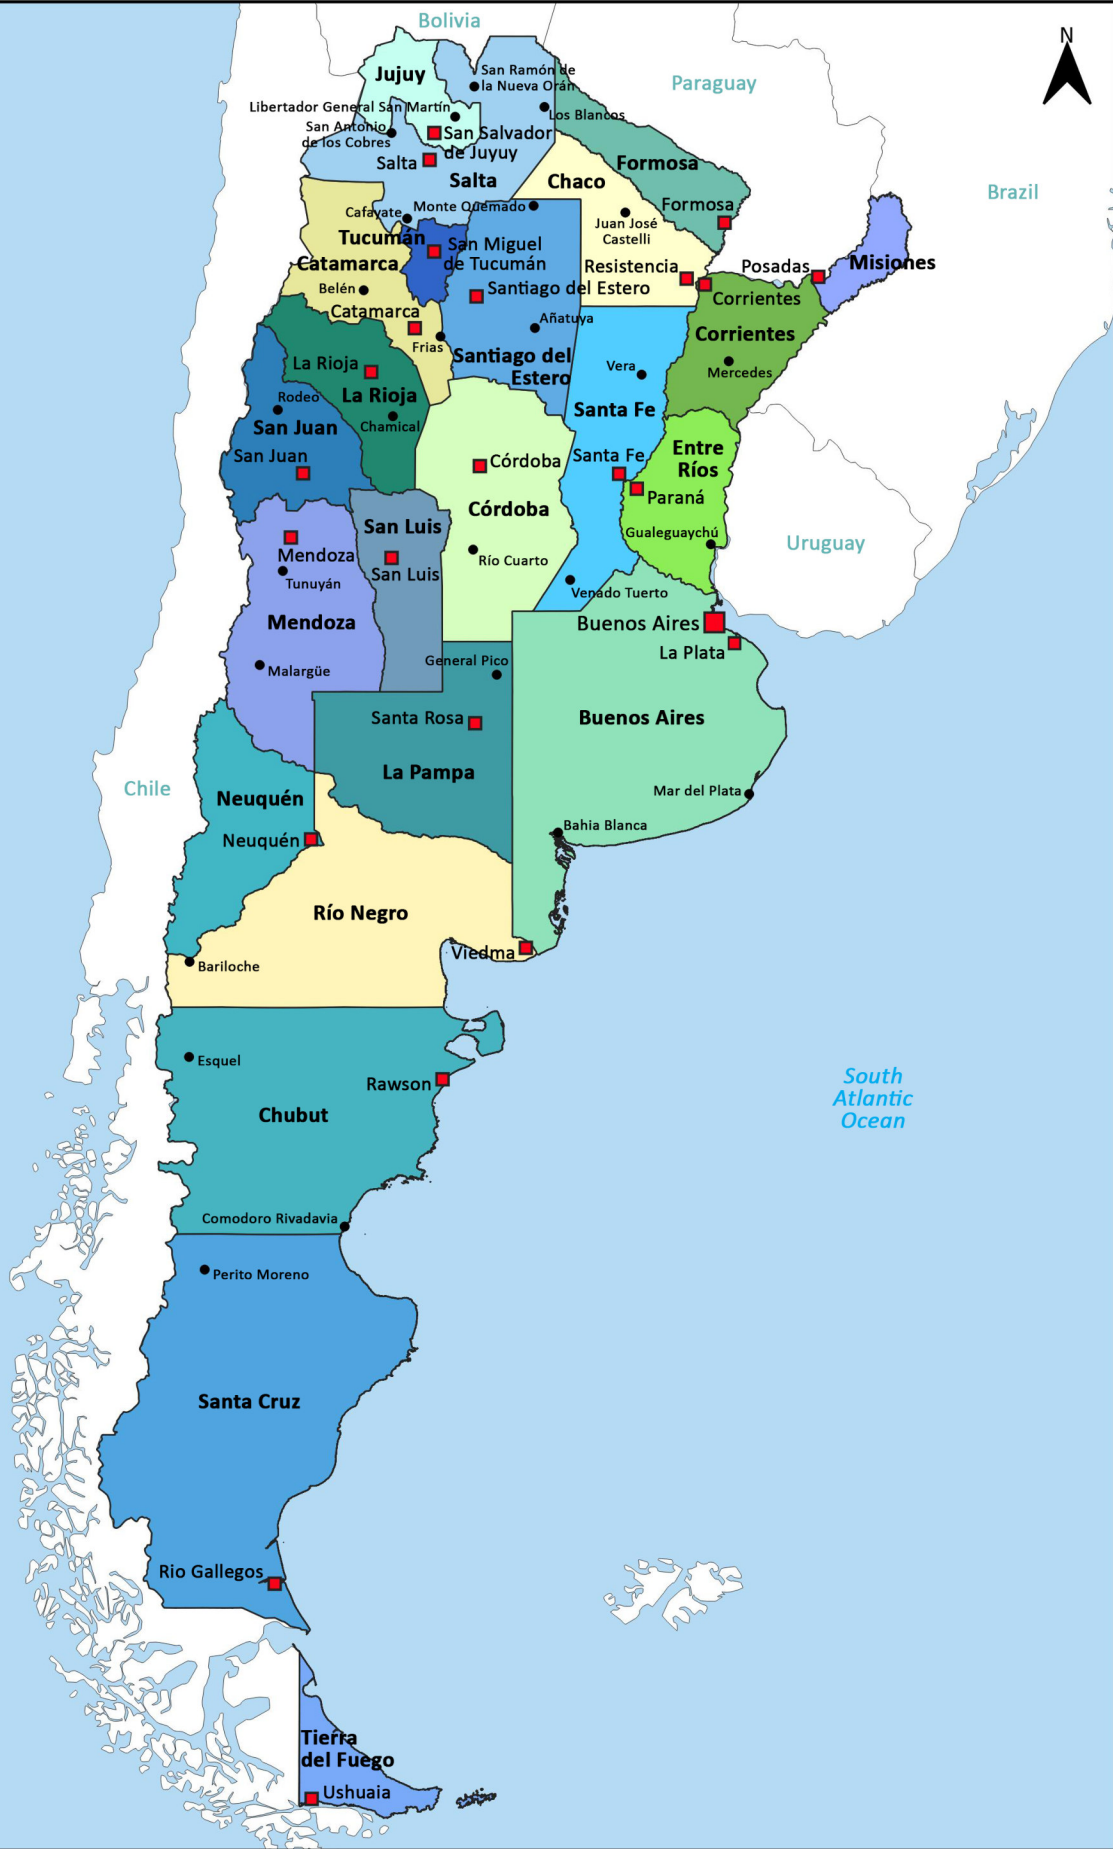 Bolivia
N
San Ramón de
la Nueva Orán
Jujuy
Paraguay
Libertador General San Martín
Los Blancos
San Antonio
de los Cobres
San Salvador
de Juyuy
Salta
Salta
Chaco
Formosa
Brazil
Formosa
Cafayate
Monte Quemado
Juan José
Castelli
Tucumán
San Miguel
de Tucumán
Catamarca
Resistencia
Posadas
Misiones
Belén
Santiago del Estero
Corrientes
Catamarca
Añatuya
Corrientes
Frias
Santiago del
Estero
La Rioja
Vera
Mercedes
La Rioja
Rodeo
Santa Fe
Chamical
San Juan
San Juan
Córdoba
Santa Fe
Entre
Ríos
Paraná
Córdoba
San Luis
Gualeguaychú
Uruguay
Mendoza
San Luis
Río Cuarto
Tunuyán
Venado Tuerto
Mendoza
Buenos Aires
La Plata
Malargüe
General Pico
Santa Rosa
Buenos Aires
La Pampa
Chile
Neuquén
Mar del Plata
Bahia Blanca
Neuquén
Río Negro
Viedma
Bariloche
Esquel
Rawson
South
Atlantic
Ocean
Chubut
Comodoro Rivadavia
Perito Moreno
Santa Cruz
Rio Gallegos
Tierra
del Fuego
Ushuaia